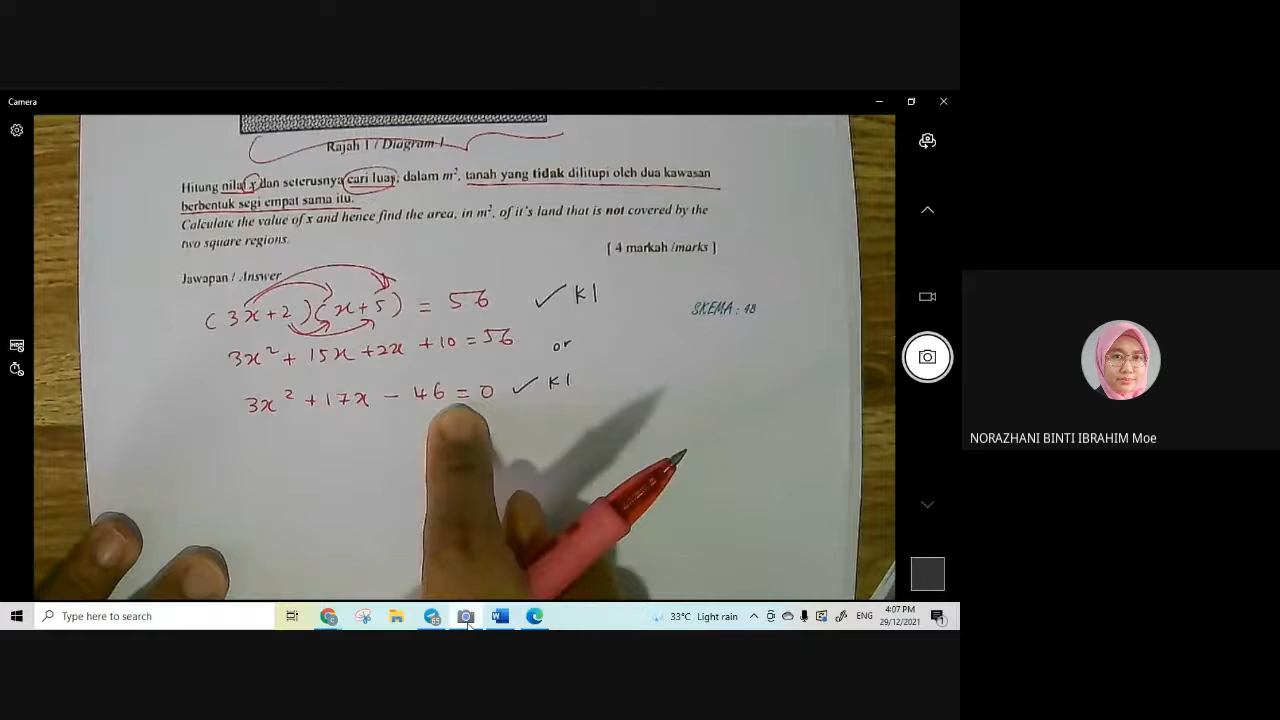 Camera
Rajah 1 / Diagram 1
Hitung nilai x dan seterusnya cari luas, dalam m², tanah yang tidak dilitupi oleh dua kawasan
berbentuk segi empat sama itu.
Calculate the value of x and hence find the area, in m², of it's land that is not covered by the
two square regions.
[ 4 markah /marks ]
Jawapan / Answer
(3x+2)(x+5) = 56 ✓ K1
SKEMA : 48
3x² + 15x + 2x + 10 = 56 or
3x² + 17x - 46 = 0 ✓ K1
NORAZHANI BINTI IBRAHIM Moe
Type here to search
33°C Light rain
ENG
4:07 PM
29/12/2021